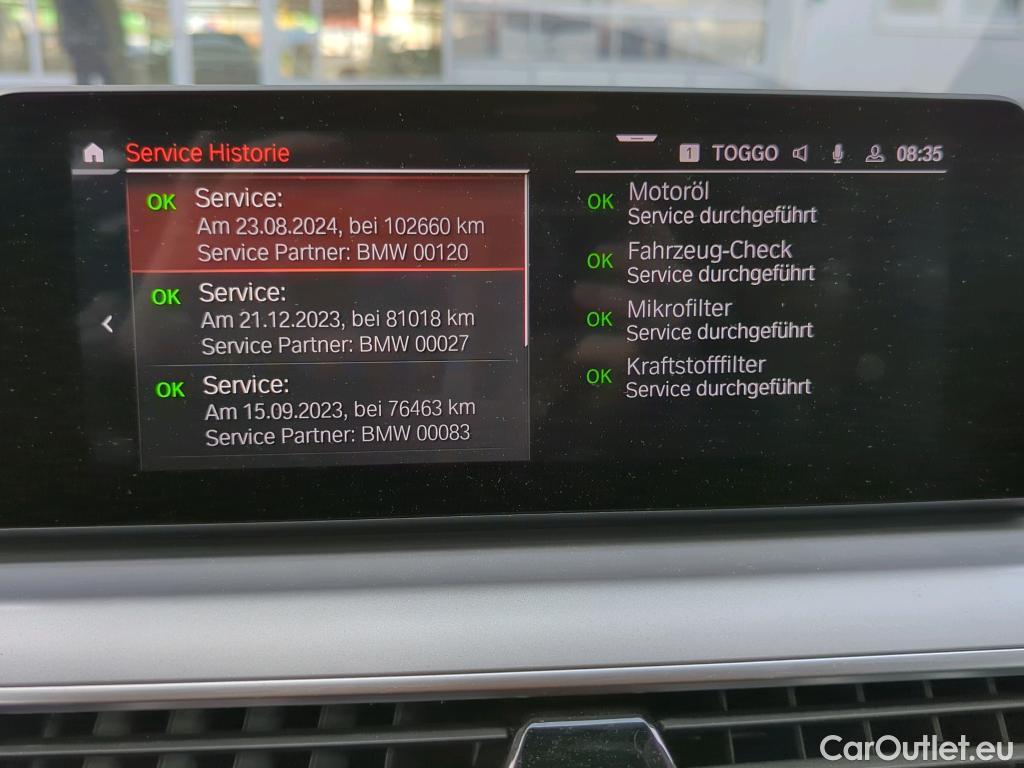 Service Historie
1 TOGGO 08:35
OK Service:
Am 23.08.2024, bei 102660 km
Service Partner: BMW 00120
OK Service:
Am 21.12.2023, bei 81018 km
Service Partner: BMW 00027
OK Service:
Am 15.09.2023, bei 76463 km
Service Partner: BMW 00083
OK Motoröl
Service durchgeführt
OK Fahrzeug-Check
Service durchgeführt
OK Mikrofilter
Service durchgeführt
OK Kraftstofffilter
Service durchgeführt
CarOutlet.eu